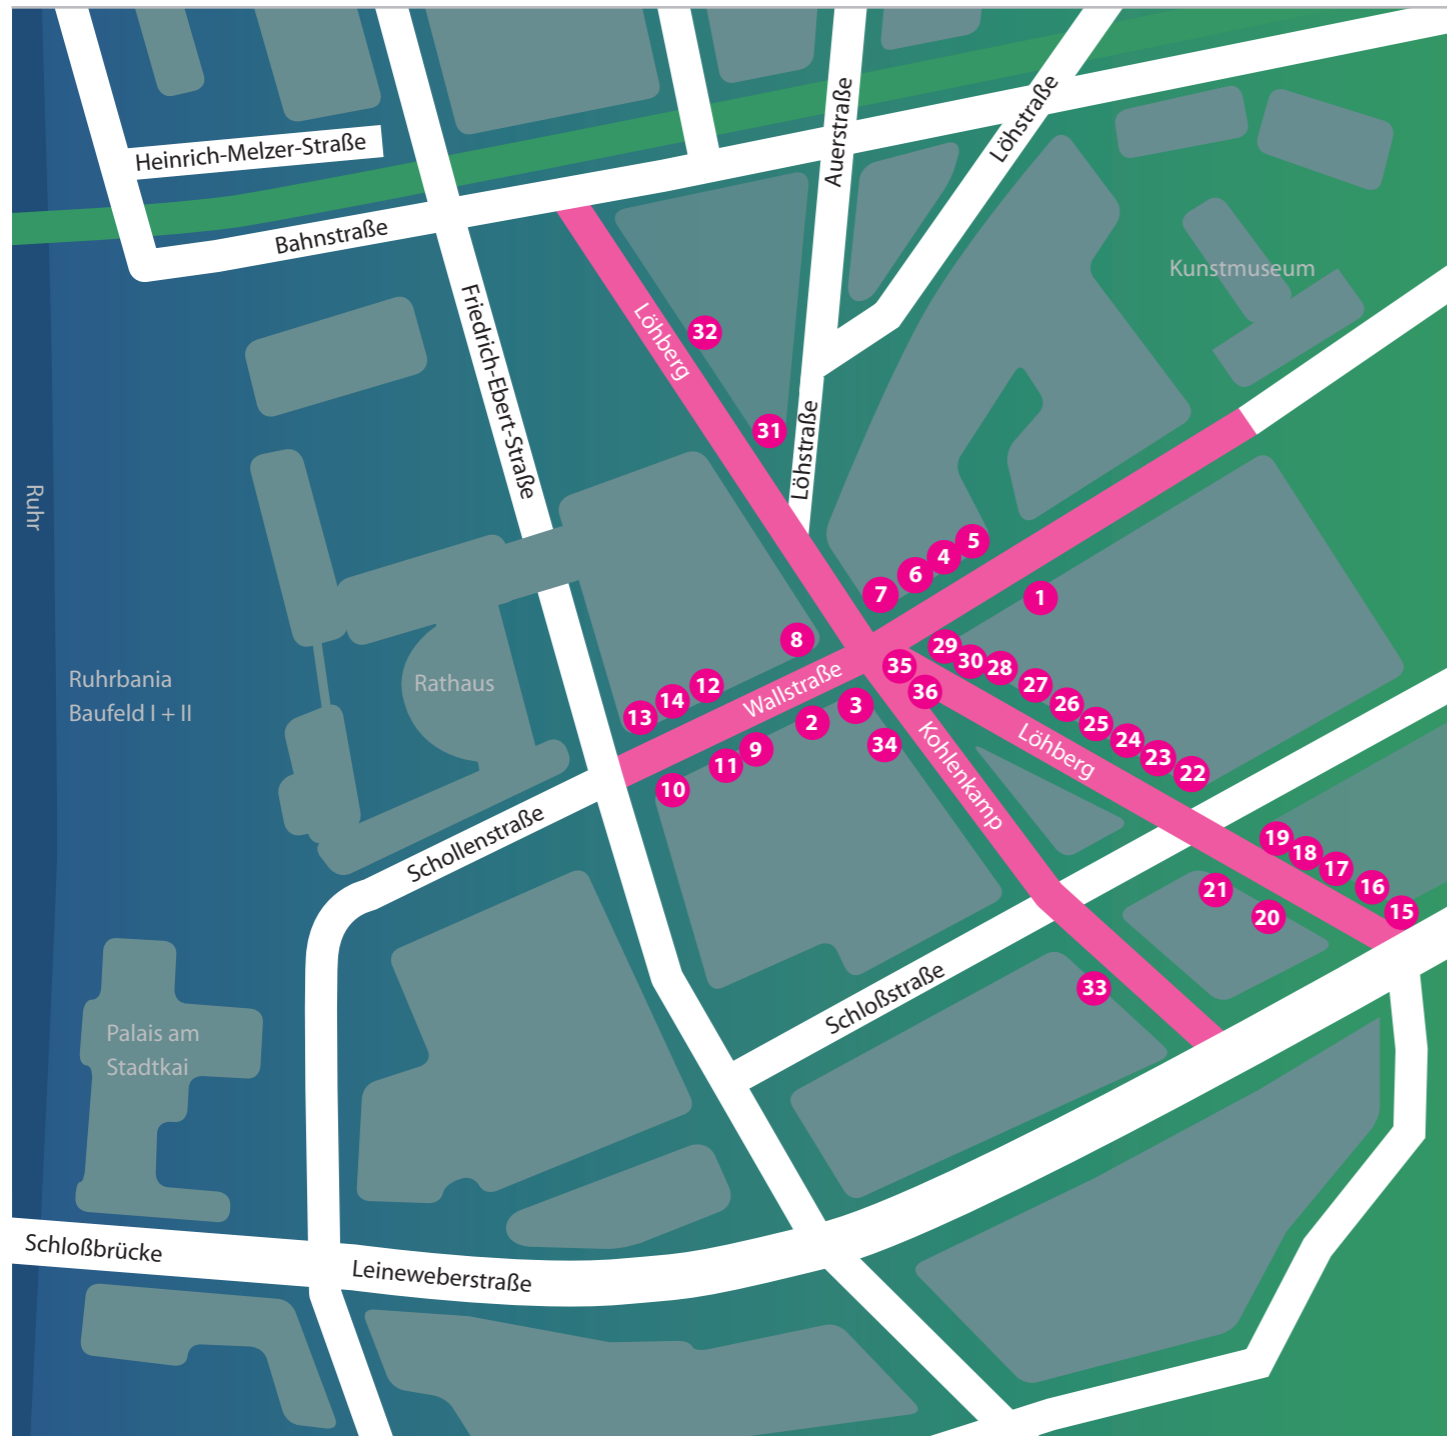 Heinrich-Melzer-Straße
Bahnstraße
Friedrich-Ebert-Straße
Auerstraße
Löhstraße
Löhstraße
Löhberg
Kunstmuseum
32
31
Ruhr
5
4
6
7
1
8
29
30
28
27
26
25
24
23
22
35
36
12
14
13
Wallstraße
3
2
9
11
10
34
Kohlenkamp
Löhberg
Rathaus
Ruhrbania
Baufeld I + II
Schollenstraße
19
18
17
16
15
21
20
33
Schloßstraße
Palais am
Stadtkai
Schloßbrücke
Leineweberstraße